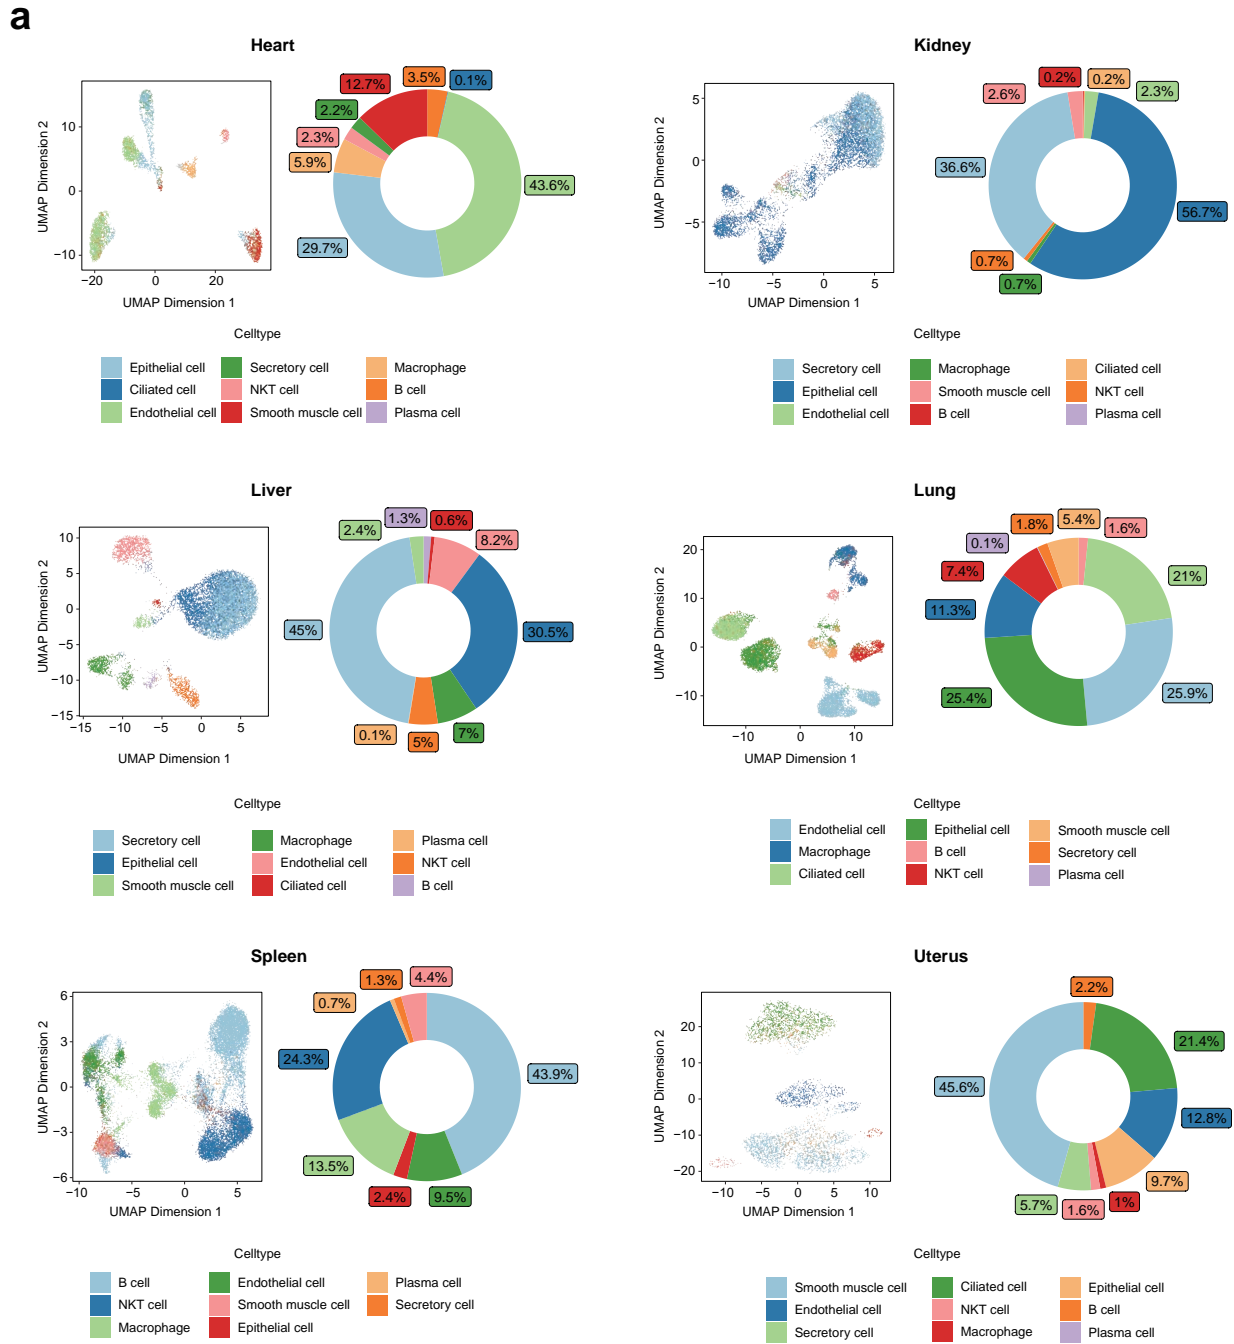 a
Heart
12.7%
3.5%
0.1%
2.2%
2.3%
5.9%
43.6%
29.7%
UMAP Dimension 2
10
0
−10
−20
0
20
UMAP Dimension 1
Celltype
Epithelial cell
Secretory cell
Macrophage
Ciliated cell
NKT cell
B cell
Endothelial cell
Smooth muscle cell
Plasma cell
Kidney
2.6%
0.2%
0.2%
2.3%
36.6%
56.7%
0.7%
0.7%
UMAP Dimension 2
5
0
−5
−10
−5
0
5
UMAP Dimension 1
Celltype
Secretory cell
Macrophage
Ciliated cell
Epithelial cell
Smooth muscle cell
NKT cell
Endothelial cell
B cell
Plasma cell
Liver
2.4%
1.3%
0.6%
8.2%
45%
30.5%
0.1%
5%
7%
UMAP Dimension 2
10
5
0
−5
−10
−15
−15
−10
−5
0
5
UMAP Dimension 1
Celltype
Secretory cell
Macrophage
Plasma cell
Epithelial cell
Endothelial cell
NKT cell
Smooth muscle cell
Ciliated cell
B cell
Lung
1.8%
5.4%
1.6%
0.1%
7.4%
21%
11.3%
25.4%
25.9%
UMAP Dimension 2
20
10
0
−10
−10
0
10
UMAP Dimension 1
Celltype
Endothelial cell
Epithelial cell
Smooth muscle cell
Macrophage
B cell
Secretory cell
Ciliated cell
NKT cell
Plasma cell
Spleen
1.3%
4.4%
0.7%
24.3%
43.9%
13.5%
2.4%
9.5%
UMAP Dimension 2
6
3
0
−3
−6
−10
−5
0
5
UMAP Dimension 1
Celltype
B cell
Endothelial cell
Plasma cell
NKT cell
Smooth muscle cell
Secretory cell
Macrophage
Epithelial cell
Uterus
2.2%
21.4%
45.6%
12.8%
9.7%
5.7%
1.6%
1%
UMAP Dimension 2
20
10
0
−10
−20
−10
−5
0
5
10
UMAP Dimension 1
Celltype
Smooth muscle cell
Ciliated cell
Epithelial cell
Endothelial cell
NKT cell
B cell
Secretory cell
Macrophage
Plasma cell